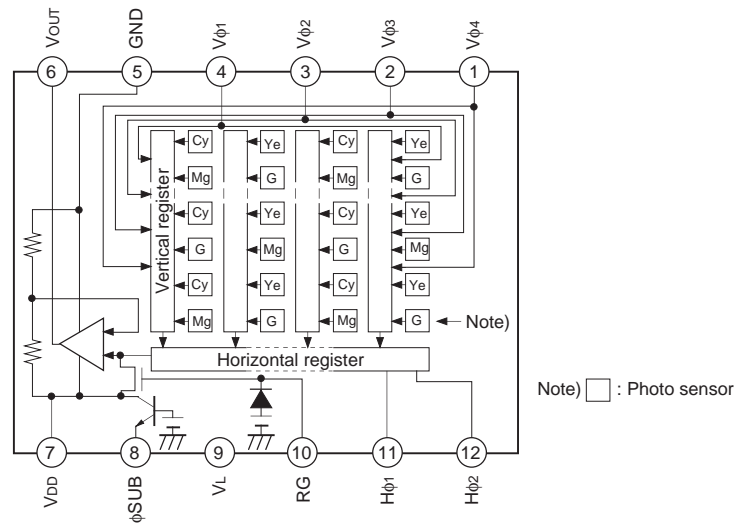 VOUT GND Vϕ1 Vϕ2 Vϕ3 Vϕ4
6 5 4 3 2 1
Vertical register
Cy Ye Cy Ye
Mg G Mg G
Cy Ye Cy Ye
G Mg G Mg
Cy Ye Cy Ye
Mg G Mg G Note)
Horizontal register
Note) : Photo sensor
7 8 9 10 11 12
VDD ϕSUB VL RG Hϕ1 Hϕ2